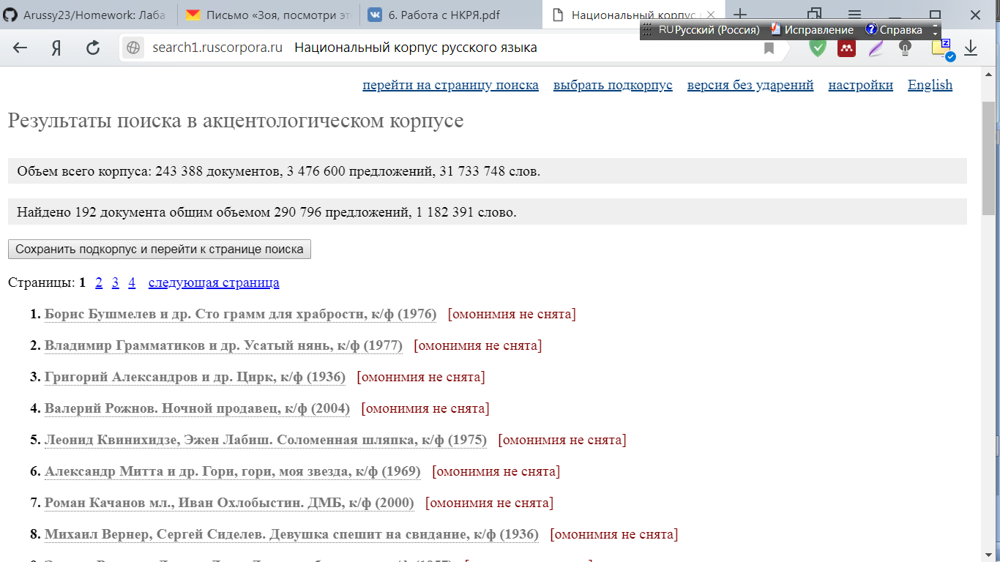 Arussy23/Homework: Лаба
Письмо «Зоя, посмотри эт
6. Работа с НКРЯ.pdf
Национальный корпус
RU Русский (Россия) Исправление Справка
search1.ruscorpora.ru Национальный корпус русского языка
перейти на страницу поиска выбрать подкорпус версия без ударений настройки English
Результаты поиска в акцентологическом корпусе
Объем всего корпуса: 243 388 документов, 3 476 600 предложений, 31 733 748 слов.
Найдено 192 документа общим объемом 290 796 предложений, 1 182 391 слово.
Сохранить подкорпус и перейти к странице поиска
Страницы: 1 2 3 4 следующая страница
1. Борис Бушмелев и др. Сто грамм для храбрости, к/ф (1976) [омонимия не снята]
2. Владимир Грамматиков и др. Усатый нянь, к/ф (1977) [омонимия не снята]
3. Григорий Александров и др. Цирк, к/ф (1936) [омонимия не снята]
4. Валерий Рожнов. Ночной продавец, к/ф (2004) [омонимия не снята]
5. Леонид Квинихидзе, Эжен Лабиш. Соломенная шляпка, к/ф (1975) [омонимия не снята]
6. Александр Митта и др. Гори, гори, моя звезда, к/ф (1969) [омонимия не снята]
7. Роман Качанов мл., Иван Охлобыстин. ДМБ, к/ф (2000) [омонимия не снята]
8. Михаил Вернер, Сергей Сиделев. Девушка спешит на свидание, к/ф (1936) [омонимия не снята]